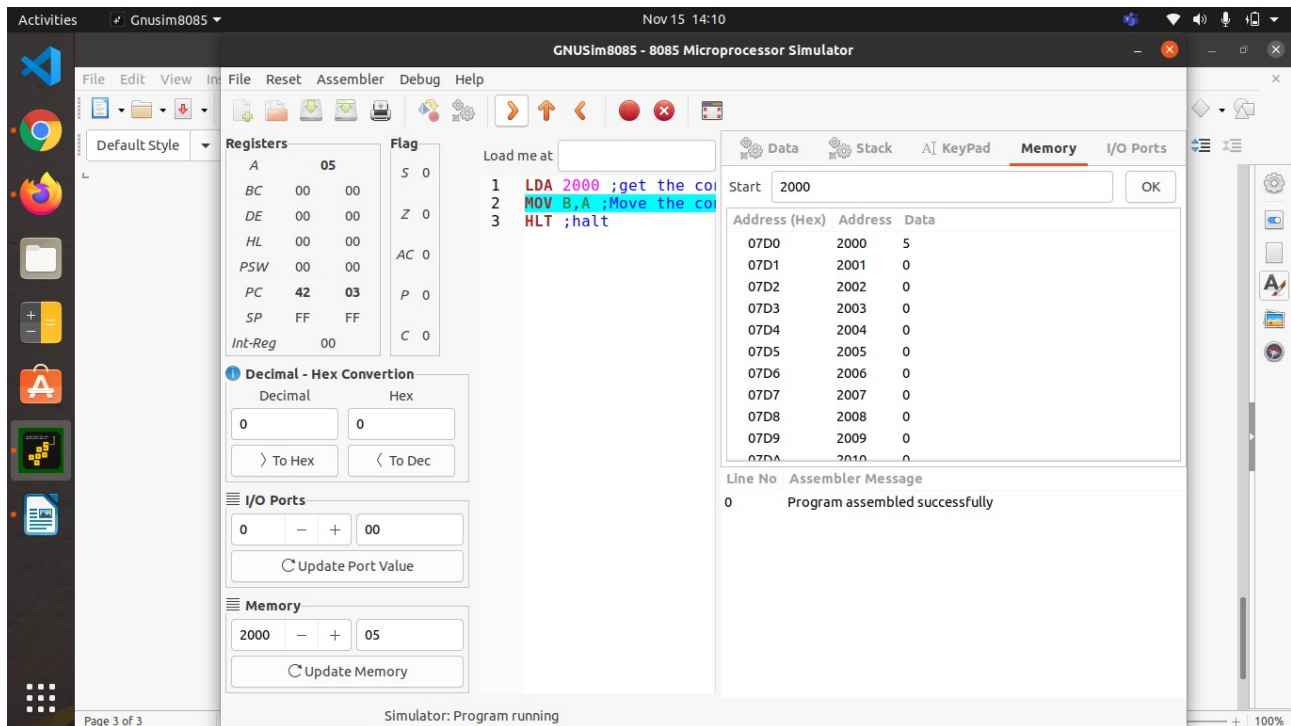 Activities Gnusim8085 Nov 15 14:10
GNUSim8085 - 8085 Microprocessor Simulator
File Edit View In
File Reset Assembler Debug Help
Default Style
Registers
A 05
BC 00 00
DE 00 00
HL 00 00
PSW 00 00
PC 42 03
SP FF FF
Int-Reg 00
Flag
S 0
Z 0
AC 0
P 0
C 0
Decimal - Hex Convertion
Decimal Hex
0 0
To Hex To Dec
I/O Ports
0 − + 00
Update Port Value
Memory
2000 − + 05
Update Memory
Load me at
1 LDA 2000 ;get the con
2 MOV B,A ;Move the con
3 HLT ;halt
Data Stack KeyPad Memory I/O Ports
Start 2000 OK
Address (Hex) Address Data
07D0 2000 5
07D1 2001 0
07D2 2002 0
07D3 2003 0
07D4 2004 0
07D5 2005 0
07D6 2006 0
07D7 2007 0
07D8 2008 0
07D9 2009 0
07DA 2010 0
Line No Assembler Message
0 Program assembled successfully
Simulator: Program running
Page 3 of 3 100%